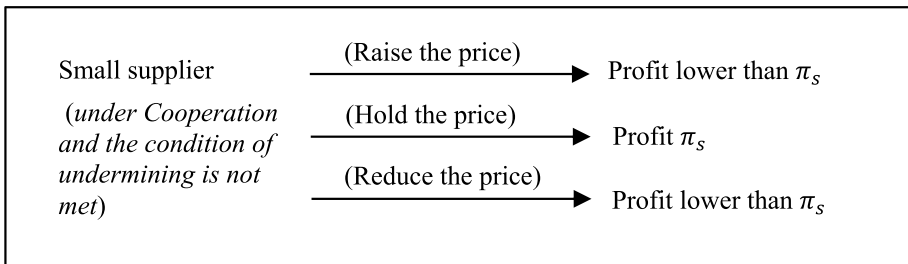 Small supplier
(under Cooperation
and the condition of
undermining is not
met)
(Raise the price)
(Hold the price)
(Reduce the price)
Profit lower than π_s
Profit π_s
Profit lower than π_s